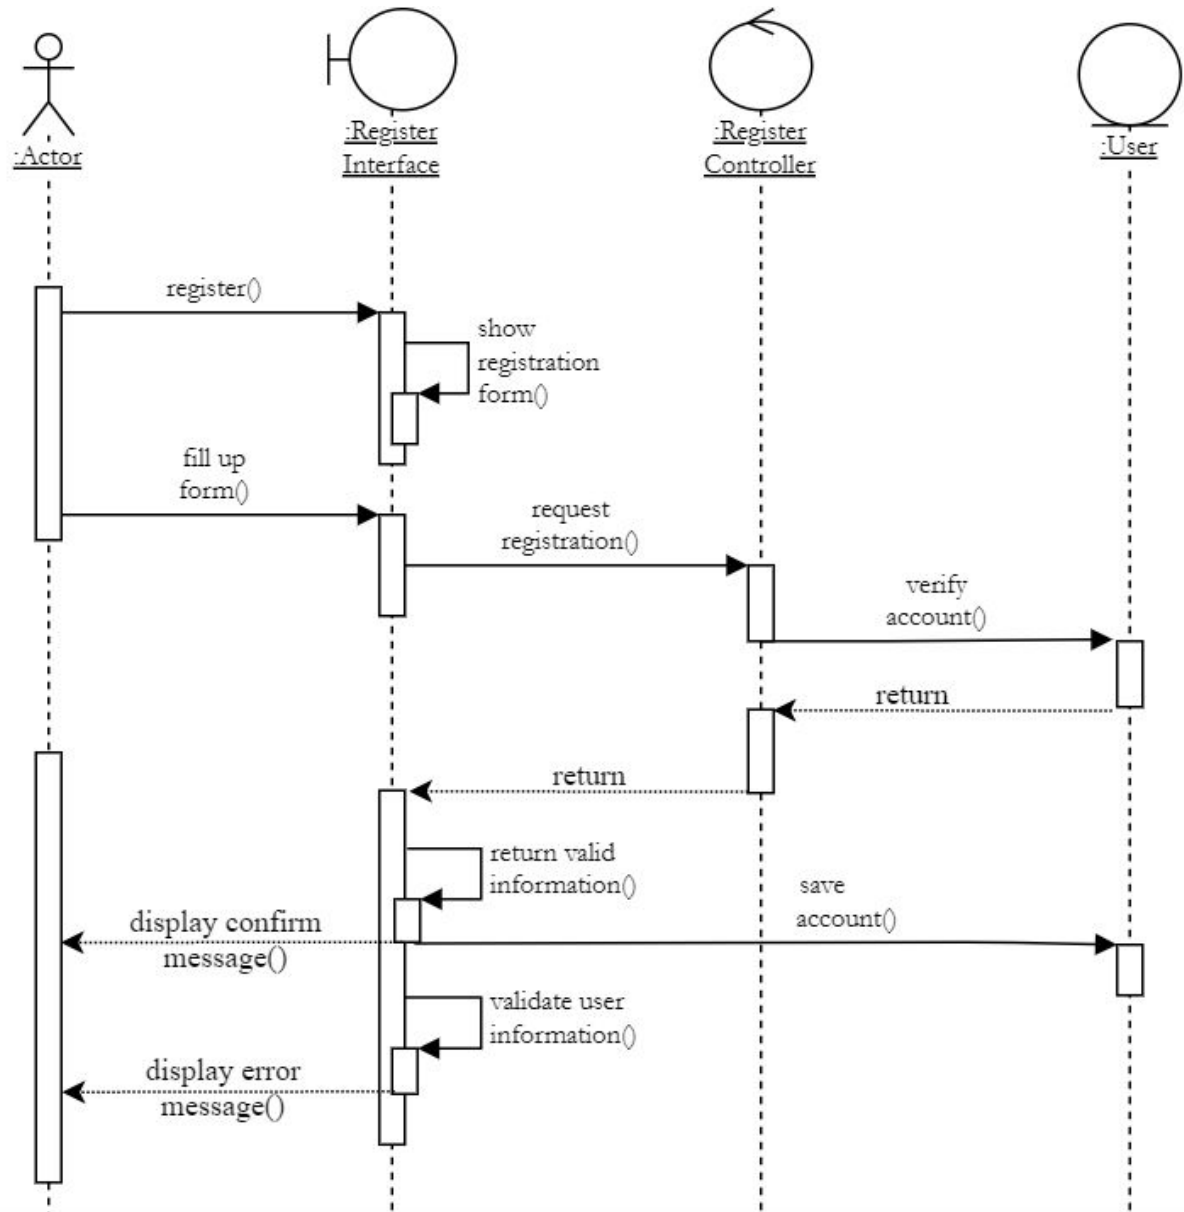 :Actor
:Register
Interface
:Register
Controller
:User
register()
show
registration
form()
fill up
form()
request
registration()
verify
account()
return
return
return valid
information()
save
account()
display confirm
message()
validate user
information()
display error
message()